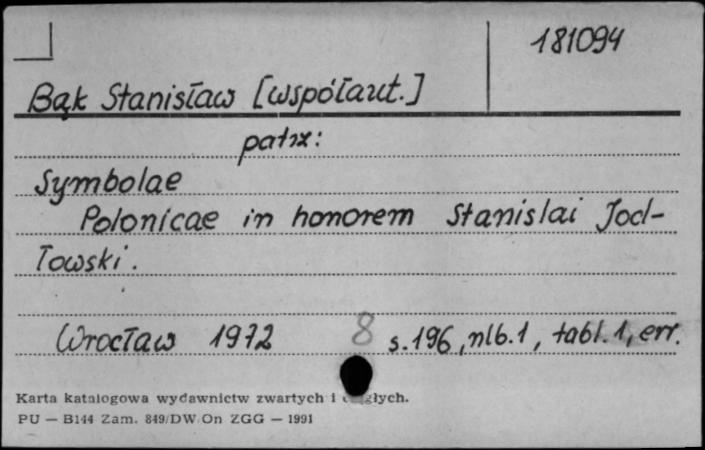 181094
Bąk Stanisław [współaut.]
patrz:
Symbolae
Polonicae in honorem Stanislai Jod-
łowski.
Wrocław 1972 8 s.196, nlb.1, tabl.1, err.
Karta katalogowa wydawnictw zwartych i ciągłych.
PU — B144 Zam. 849/DW/On ZGG — 1991